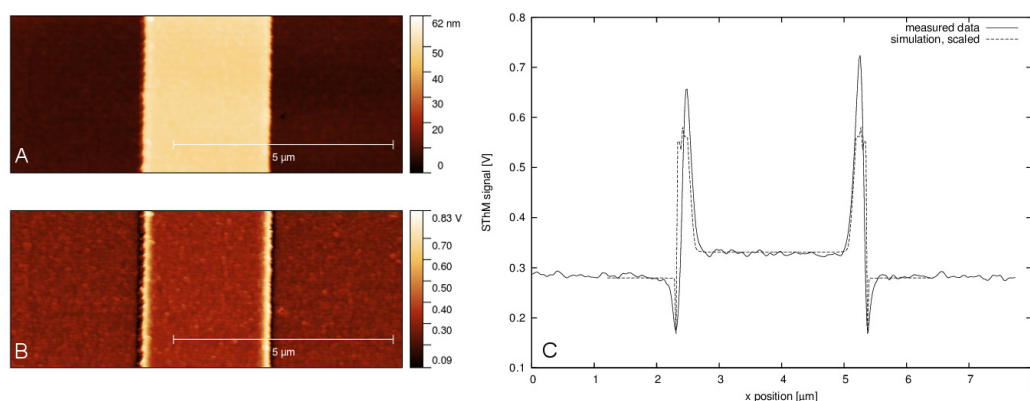 62 nm
50
40
30
20
10
0
A
5 µm
0.83 V
0.70
0.60
0.50
0.40
0.30
0.09
B
5 µm
0.8
0.7
0.6
0.5
0.4
0.3
0.2
0.1
SThM signal [V]
measured data
simulation, scaled
C
0 1 2 3 4 5 6 7
x position [µm]